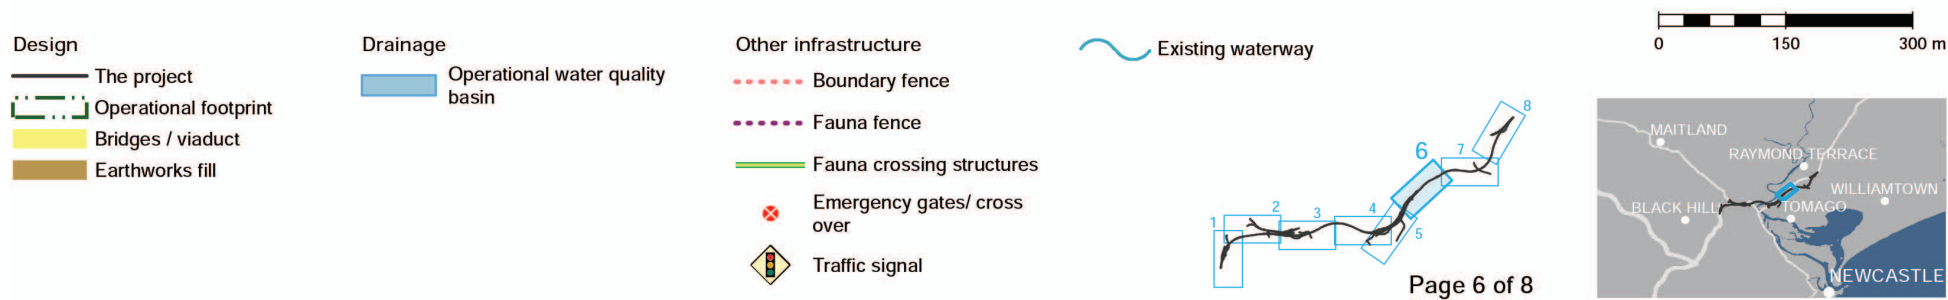 Design
The project
Operational footprint
Bridges / viaduct
Earthworks fill
Drainage
Operational water quality
basin
Other infrastructure
Boundary fence
Fauna fence
Fauna crossing structures
Emergency gates/ cross
over
Traffic signal
Existing waterway
1
2
3
4
5
6
7
8
Page 6 of 8
0 150 300 m
MAITLAND
RAYMOND TERRACE
WILLIAMTOWN
BLACK HILL
TOMAGO
NEWCASTLE